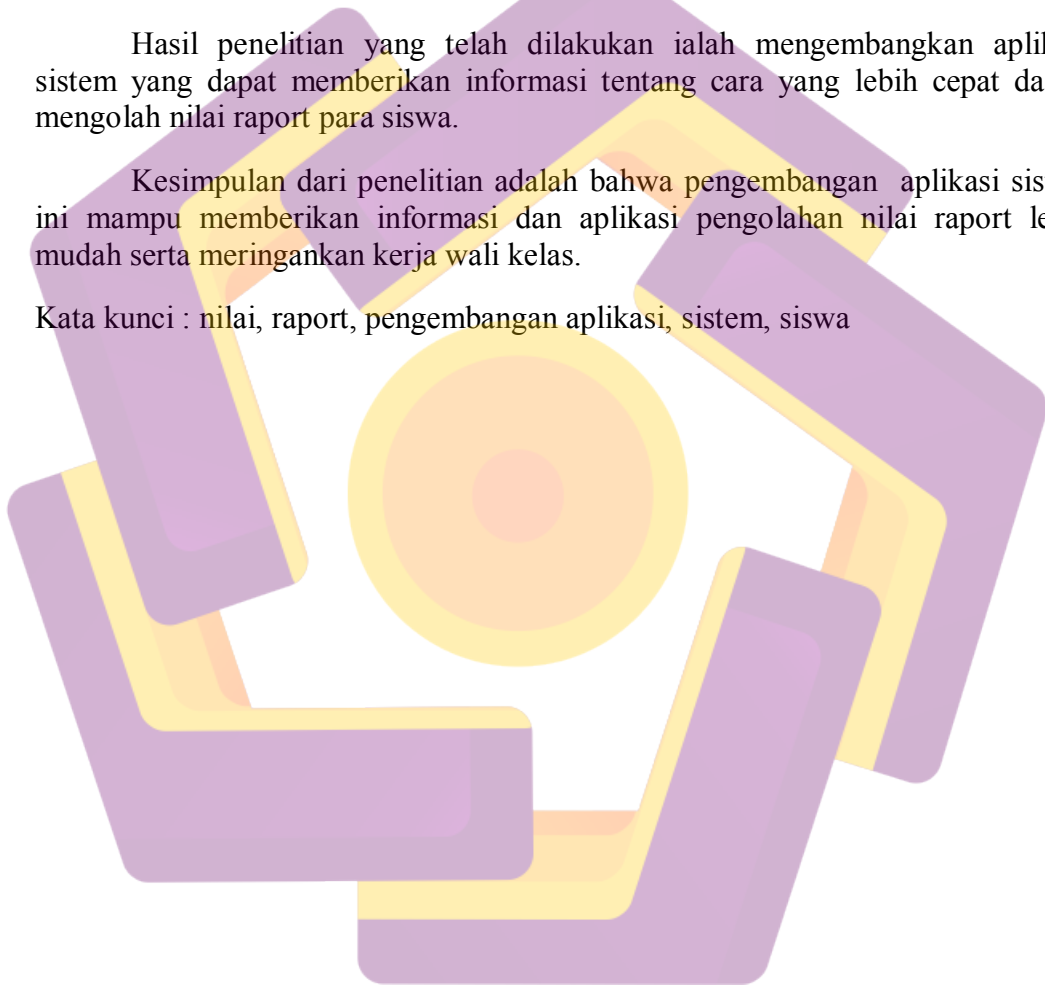 Hasil penelitian yang telah dilakukan ialah mengembangkan aplik
sistem yang dapat memberikan informasi tentang cara yang lebih cepat da
mengolah nilai raport para siswa.
Kesimpulan dari penelitian adalah bahwa pengembangan aplikasi sis
ini mampu memberikan informasi dan aplikasi pengolahan nilai raport le
mudah serta meringankan kerja wali kelas.
Kata kunci : nilai, raport, pengembangan aplikasi, sistem, siswa